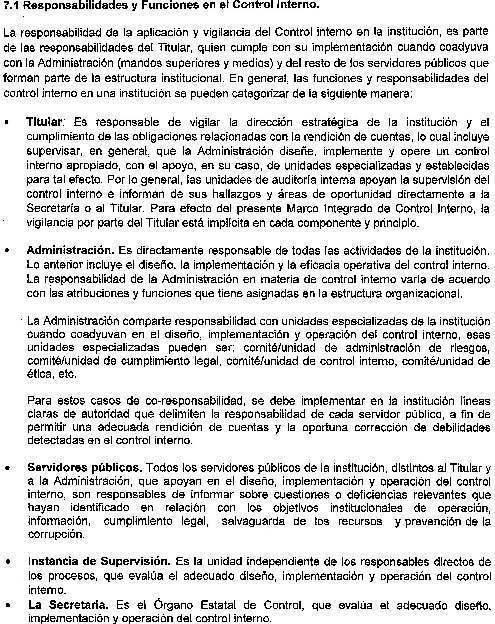 7.1 Responsabilidades y Funciones en el Control Interno.
La responsabilidad de la aplicación y vigilancia del Control interno en la institución, es parte
de las responsabilidades del Titular, quien cumple con su implementación cuando coadyuva
con la Administración (mandos superiores y medios) y del resto de los servidores públicos que
forman parte de la estructura institucional. En general, las funciones y responsabilidades del
control interno en una institución se pueden categorizar de la siguiente manera:
• Titular: Es responsable de vigilar la dirección estratégica de la institución y el
cumplimiento de las obligaciones relacionadas con la rendición de cuentas, lo cual incluye
supervisar, en general, que la Administración diseñe, implemente y opere un control
interno apropiado, con el apoyo, en su caso, de unidades especializadas y establecidas
para tal efecto. Por lo general, las unidades de auditoría interna apoyan la supervisión del
control interno e informan de sus hallazgos y áreas de oportunidad directamente a la
Secretaría o al Titular. Para efecto del presente Marco Integrado de Control Interno, la
vigilancia por parte del Titular está implícita en cada componente y principio.
• Administración. Es directamente responsable de todas las actividades de la institución.
Lo anterior incluye el diseño, la implementación y la eficacia operativa del control interno.
La responsabilidad de la Administración en materia de control interno varía de acuerdo
con las atribuciones y funciones que tiene asignadas en la estructura organizacional.
La Administración comparte responsabilidad con unidades especializadas de la institución
cuando coadyuven en el diseño, implementación y operación del control interno, esas
unidades especializadas pueden ser: comité/unidad de administración de riesgos,
comité/unidad de cumplimiento legal, comité/unidad de control interno, comité/unidad de
ética, etc.
Para estos casos de co-responsabilidad, se debe implementar en la institución líneas
claras de autoridad que delimiten la responsabilidad de cada servidor público, a fin de
permitir una adecuada rendición de cuentas y la oportuna corrección de debilidades
detectadas en el control interno.
• Servidores públicos. Todos los servidores públicos de la institución, distintos al Titular y
a la Administración, que apoyan en el diseño, implementación y operación del control
interno, son responsables de informar sobre cuestiones o deficiencias relevantes que
hayan identificado en relación con los objetivos institucionales de operación,
información, cumplimiento legal, salvaguarda de los recursos y prevención de la
corrupción.
• Instancia de Supervisión. Es la unidad independiente de los responsables directos de
los procesos, que evalúa el adecuado diseño, implementación y operación del control
interno.
• La Secretaría. Es el Órgano Estatal de Control, que evalúa el adecuado diseño,
implementación y operación del control interno.